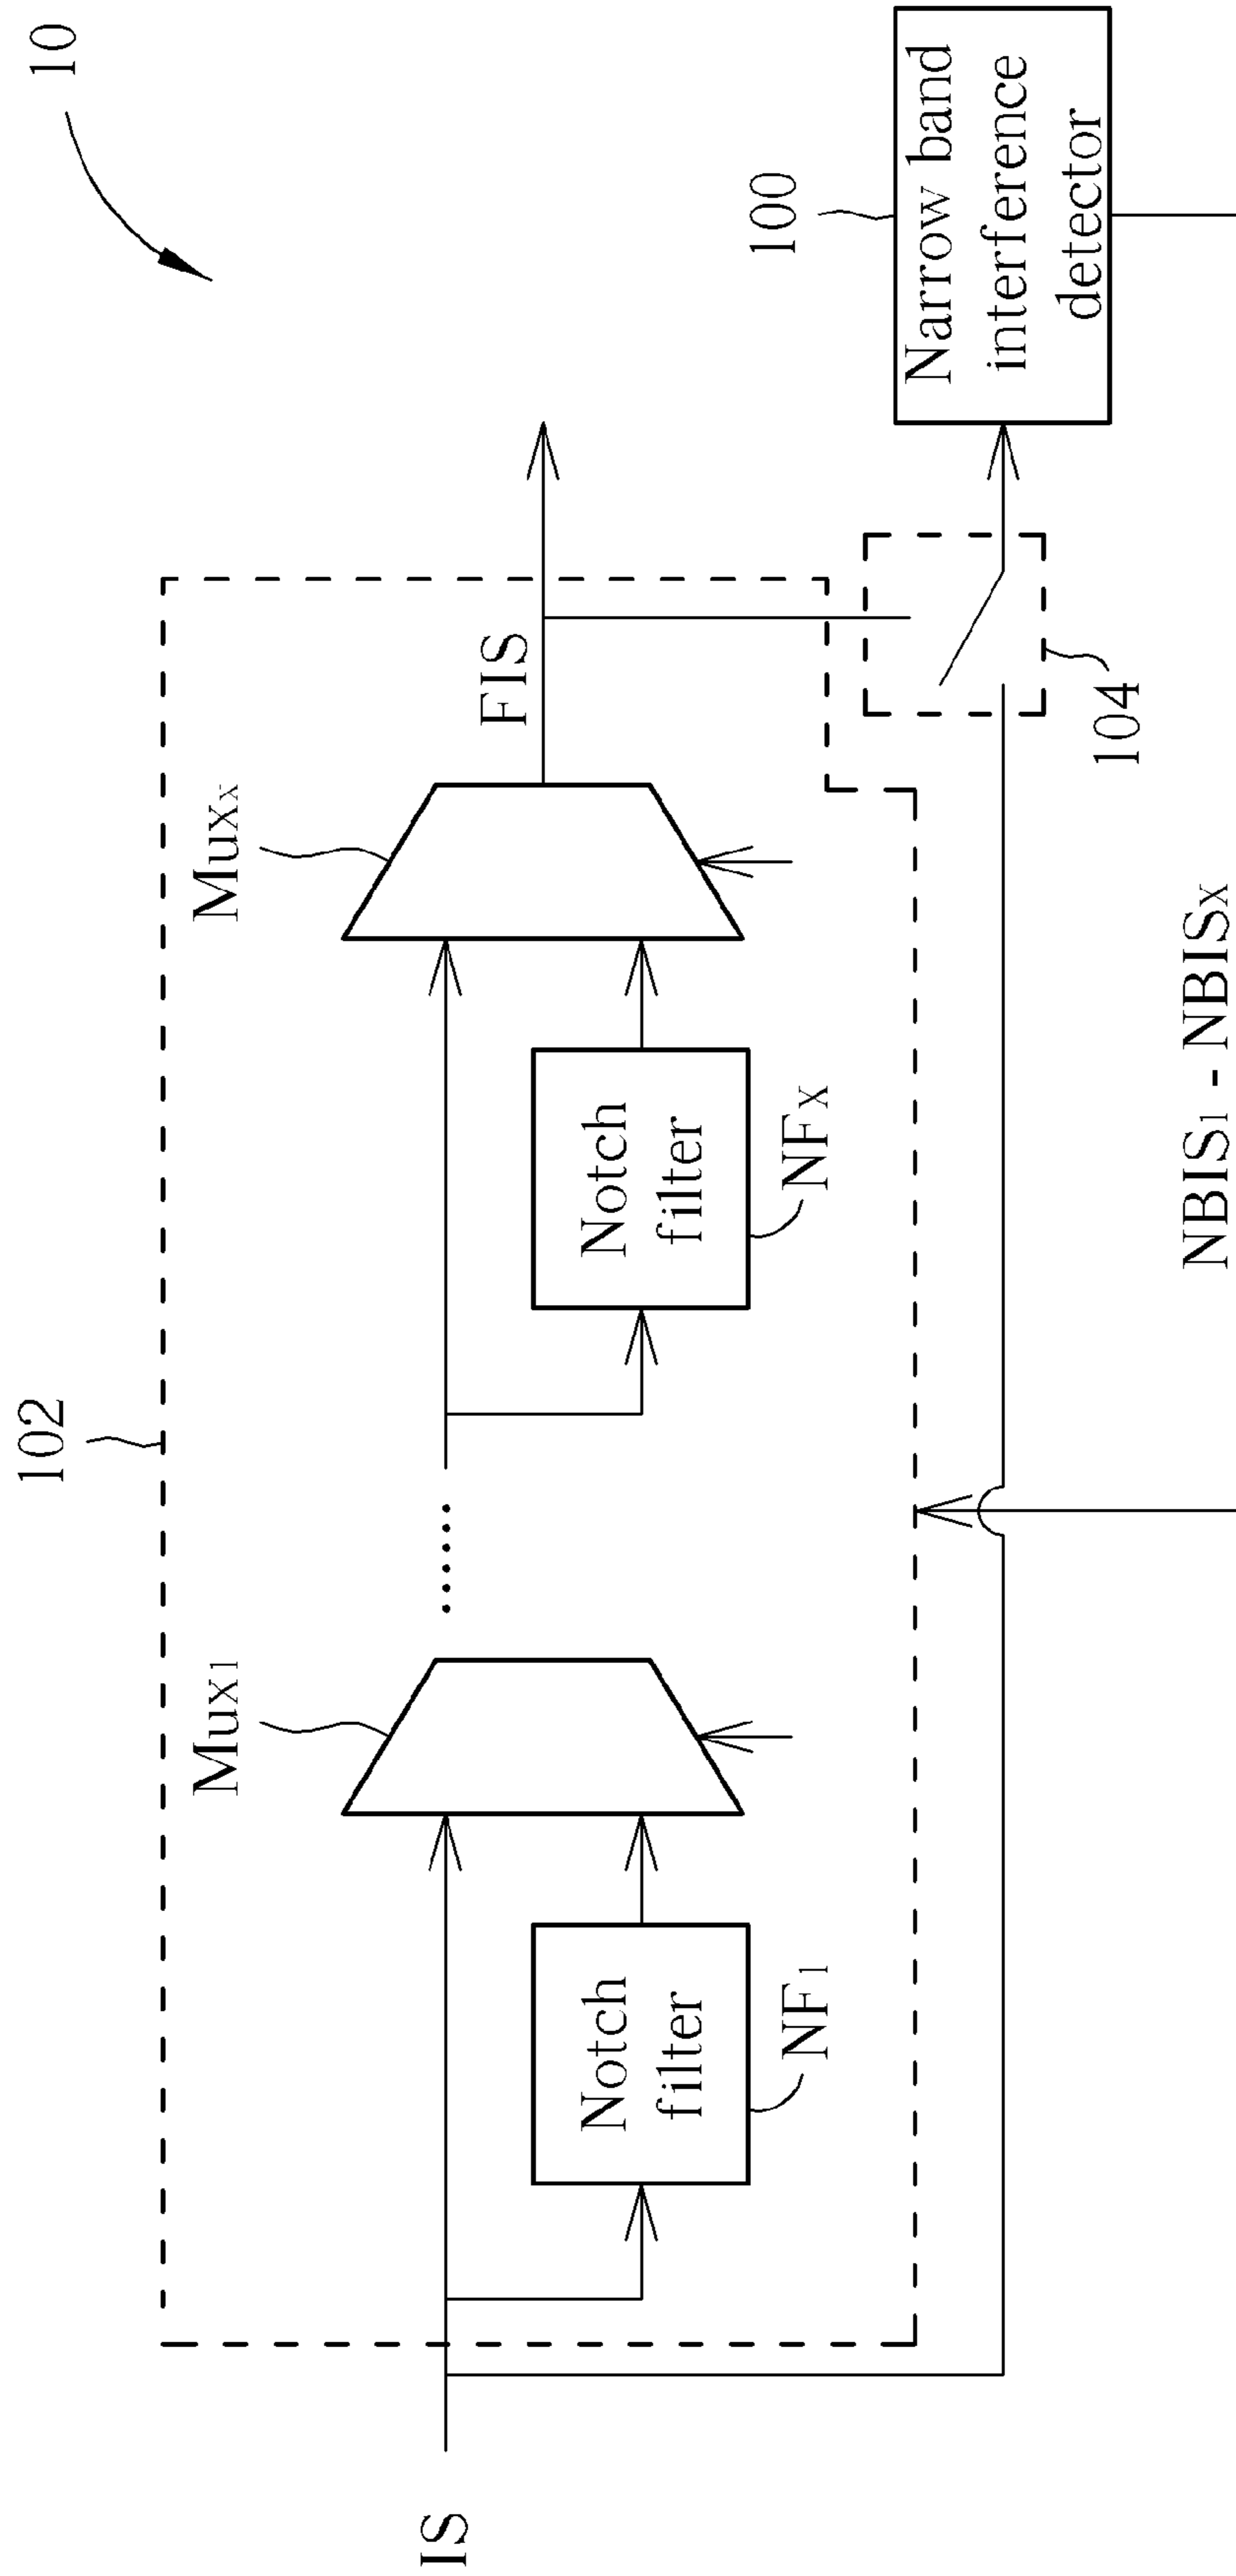 10
102
Mux₁
Muxₓ
FIS
100
IS
Notch
filter
NF₁
Notch
filter
NFₓ
Narrow band
interference
detector
104
NBIS₁ - NBISₓ